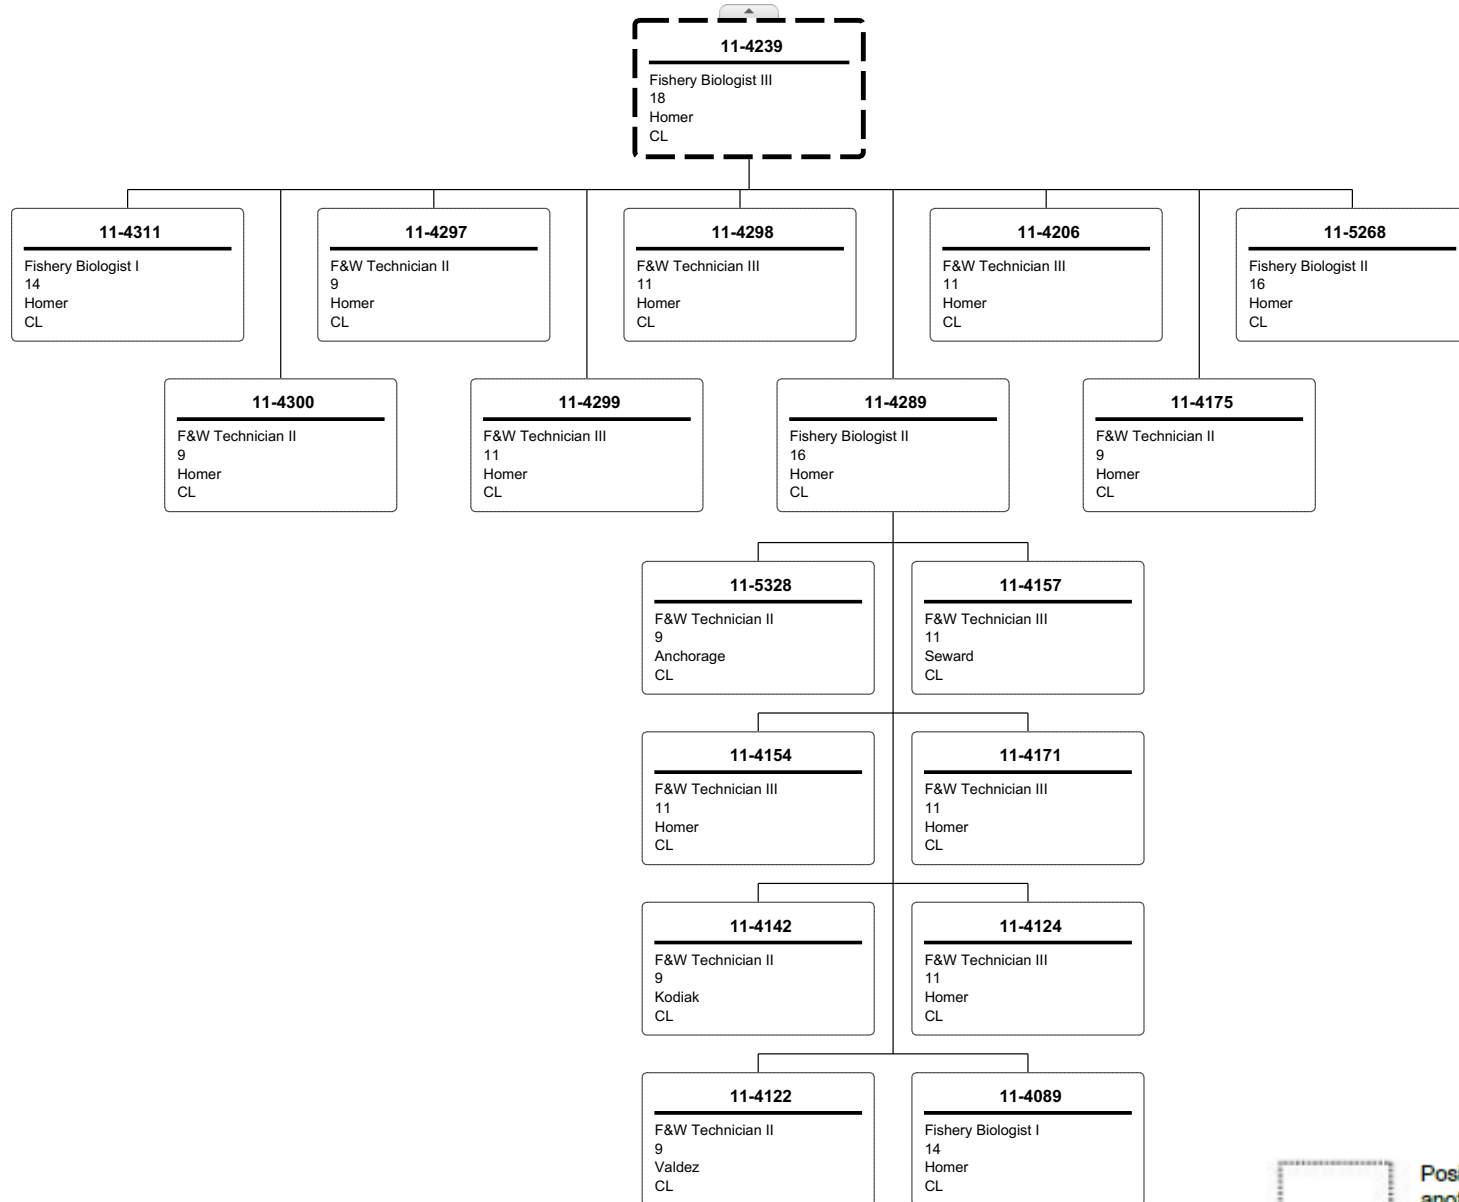 11-4239
Fishery Biologist III
18
Homer
CL
11-4311
Fishery Biologist I
14
Homer
CL
11-4297
F&W Technician II
9
Homer
CL
11-4298
F&W Technician III
11
Homer
CL
11-4206
F&W Technician III
11
Homer
CL
11-5268
Fishery Biologist II
16
Homer
CL
11-4300
F&W Technician II
9
Homer
CL
11-4299
F&W Technician III
11
Homer
CL
11-4289
Fishery Biologist II
16
Homer
CL
11-4175
F&W Technician II
9
Homer
CL
11-5328
F&W Technician II
9
Anchorage
CL
11-4157
F&W Technician III
11
Seward
CL
11-4154
F&W Technician III
11
Homer
CL
11-4171
F&W Technician III
11
Homer
CL
11-4142
F&W Technician II
9
Kodiak
CL
11-4124
F&W Technician III
11
Homer
CL
11-4122
F&W Technician II
9
Valdez
CL
11-4089
Fishery Biologist I
14
Homer
CL